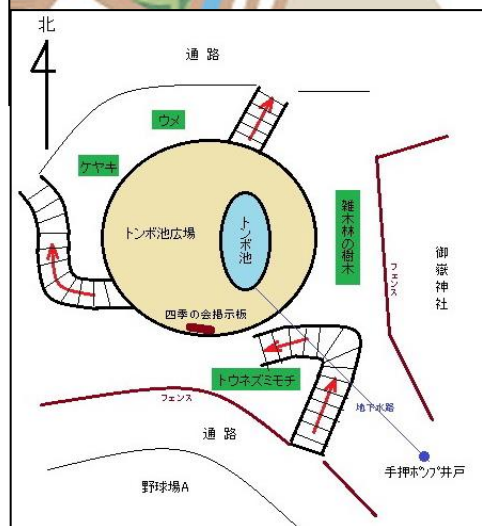 北
通路
ウメ
ケヤキ
トンボ池広場
トンボ池
雑木林の樹木
フェンス
御嶽神社
四季の会掲示板
トウネズミモチ
フェンス
地下水路
通路
手押ポンプ井戸
野球場A